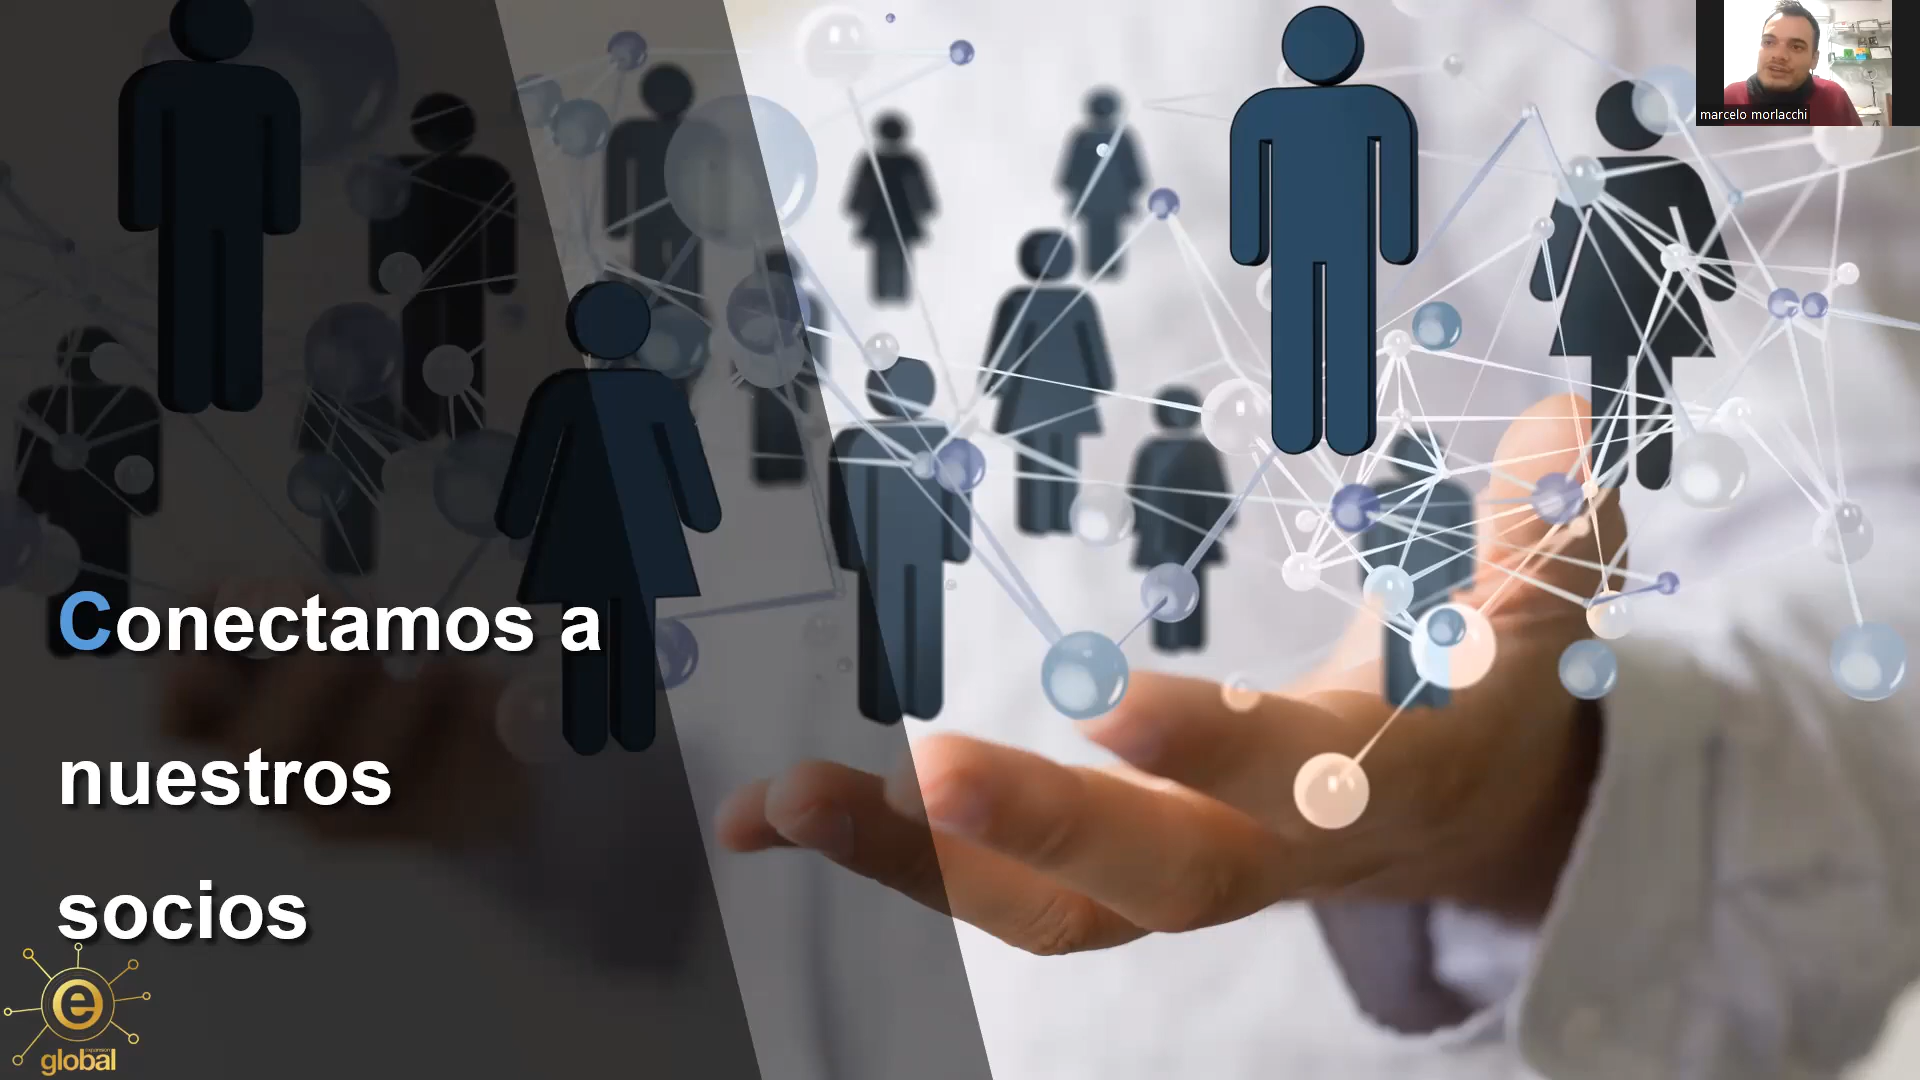 marcelo morlacchi
Conectamos a
nuestros
socios
e
global